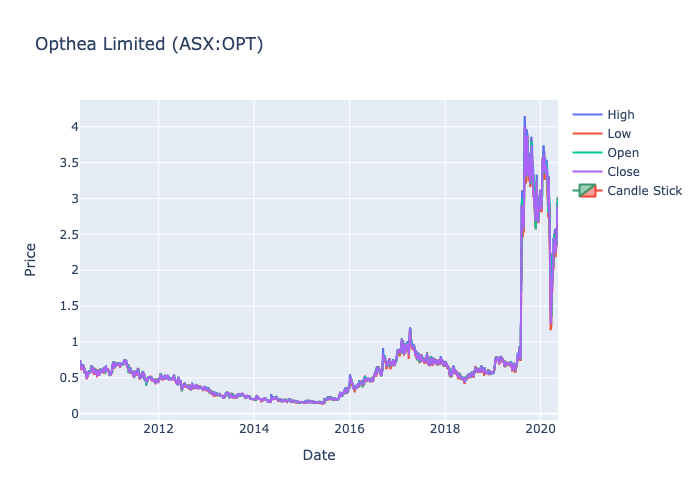 Opthea Limited (ASX:OPT)
High
Low
Open
Close
Candle Stick
4
3.5
3
2.5
2
1.5
1
0.5
0
Price
2012 2014 2016 2018 2020
Date